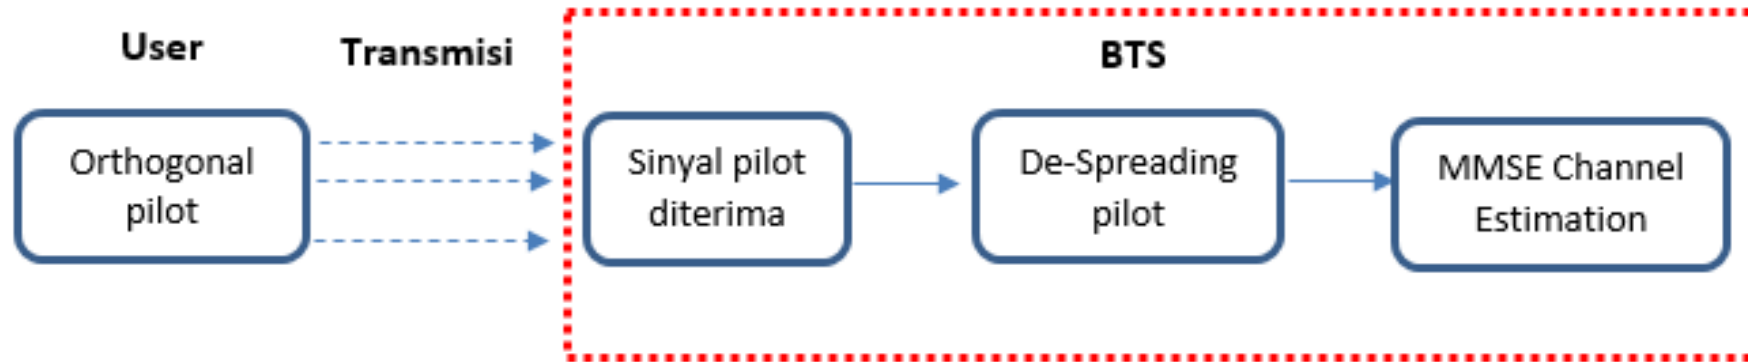 User
Transmisi
BTS
Orthogonal
pilot
Sinyal pilot
diterima
De-Spreading
pilot
MMSE Channel
Estimation